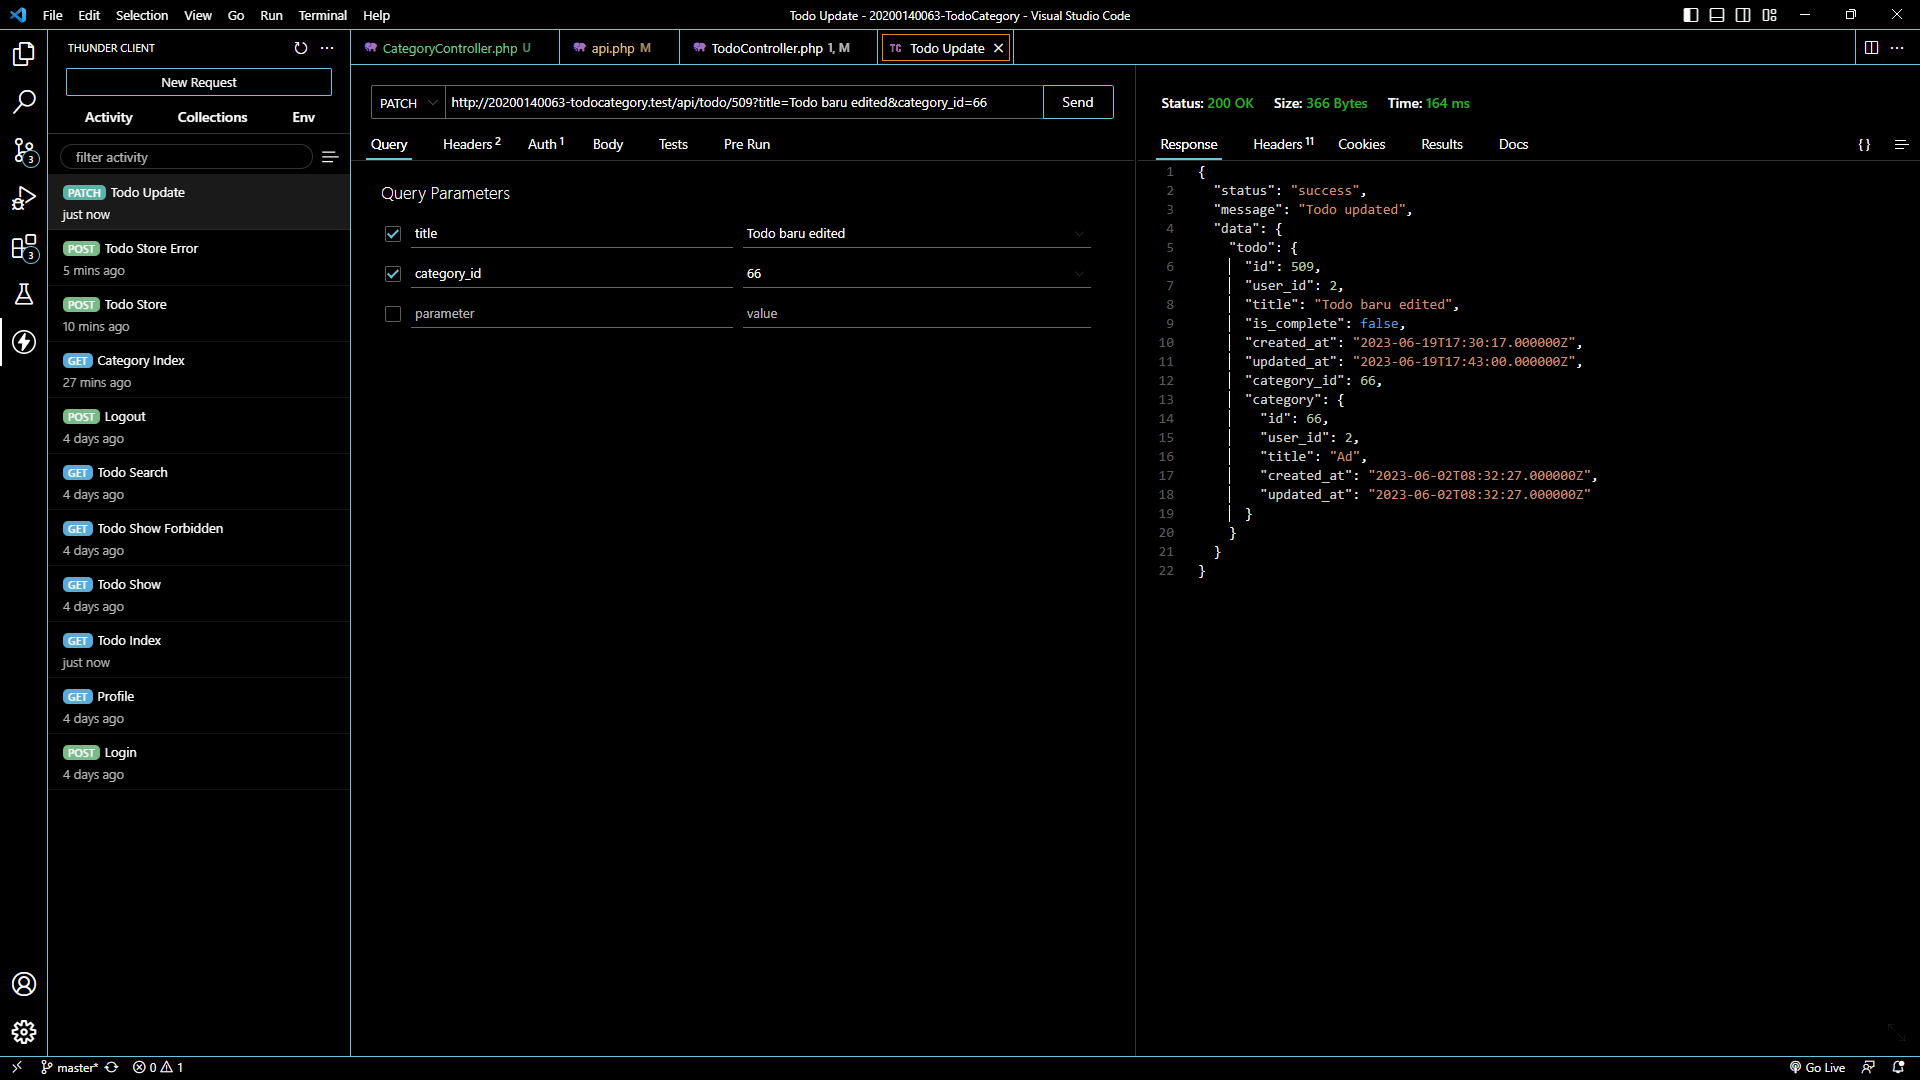 File Edit Selection View Go Run Terminal Help
Todo Update - 20200140063-TodoCategory - Visual Studio Code
THUNDER CLIENT
New Request
Activity Collections Env
filter activity
PATCH Todo Update
just now
POST Todo Store Error
5 mins ago
POST Todo Store
10 mins ago
GET Category Index
27 mins ago
POST Logout
4 days ago
GET Todo Search
4 days ago
GET Todo Show Forbidden
4 days ago
GET Todo Show
4 days ago
GET Todo Index
just now
GET Profile
4 days ago
POST Login
4 days ago
3
3
CategoryController.php U
api.php M
TodoController.php 1, M
TC Todo Update
PATCH http://20200140063-todocategory.test/api/todo/509?title=Todo baru edited&category_id=66 Send
Query Headers 2 Auth 1 Body Tests Pre Run
Query Parameters
title Todo baru edited
category_id 66
parameter value
Status: 200 OK Size: 366 Bytes Time: 164 ms
Response Headers 11 Cookies Results Docs {}
1 {
2 "status": "success",
3 "message": "Todo updated",
4 "data": {
5 "todo": {
6 "id": 509,
7 "user_id": 2,
8 "title": "Todo baru edited",
9 "is_complete": false,
10 "created_at": "2023-06-19T17:30:17.000000Z",
11 "updated_at": "2023-06-19T17:43:00.000000Z",
12 "category_id": 66,
13 "category": {
14 "id": 66,
15 "user_id": 2,
16 "title": "Ad",
17 "created_at": "2023-06-02T08:32:27.000000Z",
18 "updated_at": "2023-06-02T08:32:27.000000Z"
19 }
20 }
21 }
22 }
master* 0 1
Go Live